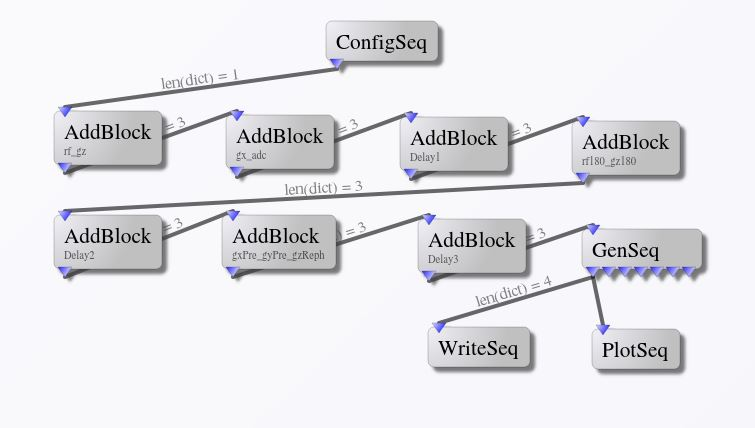 ConfigSeq
len(dict) = 1
AddBlock
rf_gz
= 3
AddBlock
gx_adc
= 3
AddBlock
Delay1
= 3
AddBlock
rf180_gz180
len(dict) = 3
AddBlock
Delay2
= 3
AddBlock
gxPre_gyPre_gzReph
) = 3
AddBlock
Delay3
= 3
GenSeq
len(dict) = 4
WriteSeq
PlotSeq